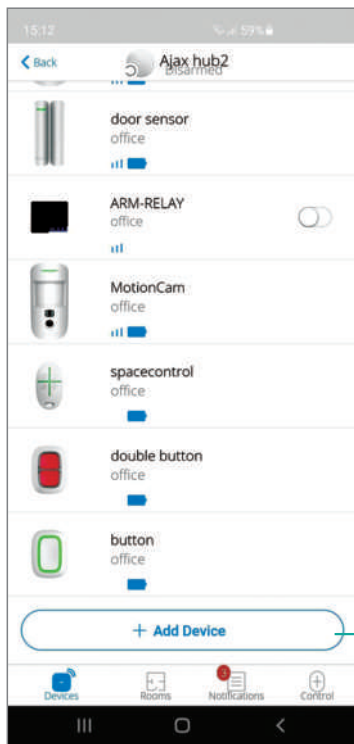 15:12 59%
Back Ajax hub2
Disarmed
door sensor
office
ARM-RELAY
office
MotionCam
office
spacecontrol
office
double button
office
button
office
+ Add Device
3
Devices Rooms Notifications Control